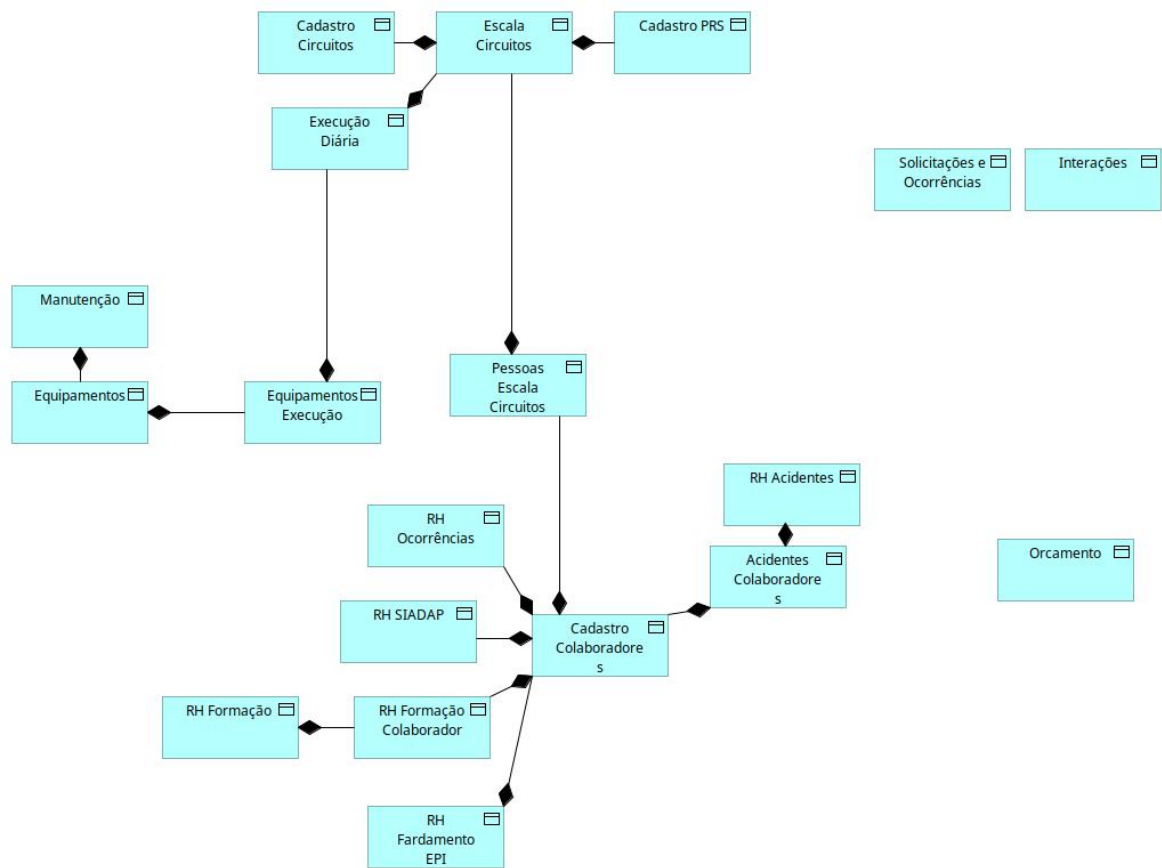 Cadastro
Circuitos
Escala
Circuitos
Cadastro PRS
Execução
Diária
Solicitações e
Ocorrências
Interações
Manutenção
Equipamentos
Equipamentos
Execução
Pessoas
Escala
Circuitos
RH Acidentes
RH
Ocorrências
Acidentes
Colaboradore
s
Orcamento
RH SIADAP
Cadastro
Colaboradore
s
RH Formação
RH Formação
Colaborador
RH
Fardamento
EPI